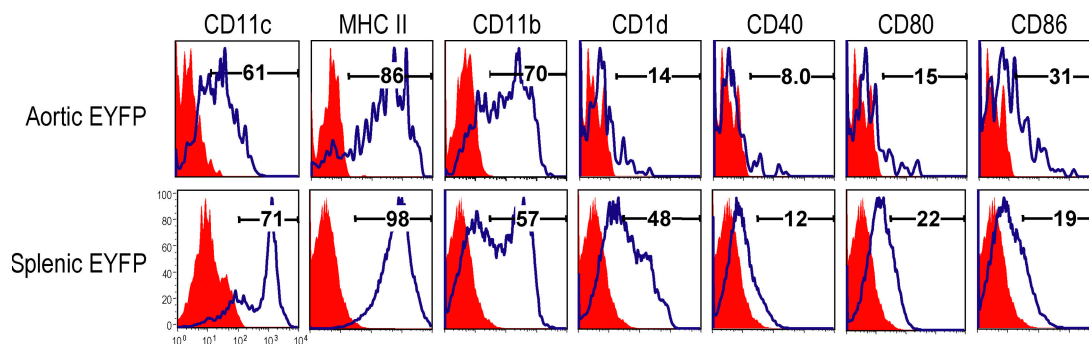 CD11c MHC II CD11b CD1d CD40 CD80 CD86
Aortic EYFP 61 86 70 14 8.0 15 31
100
80
Splenic EYFP 71 98 57 48 12 22 19
60
40
20
0
10⁰ 10¹ 10² 10³ 10⁴